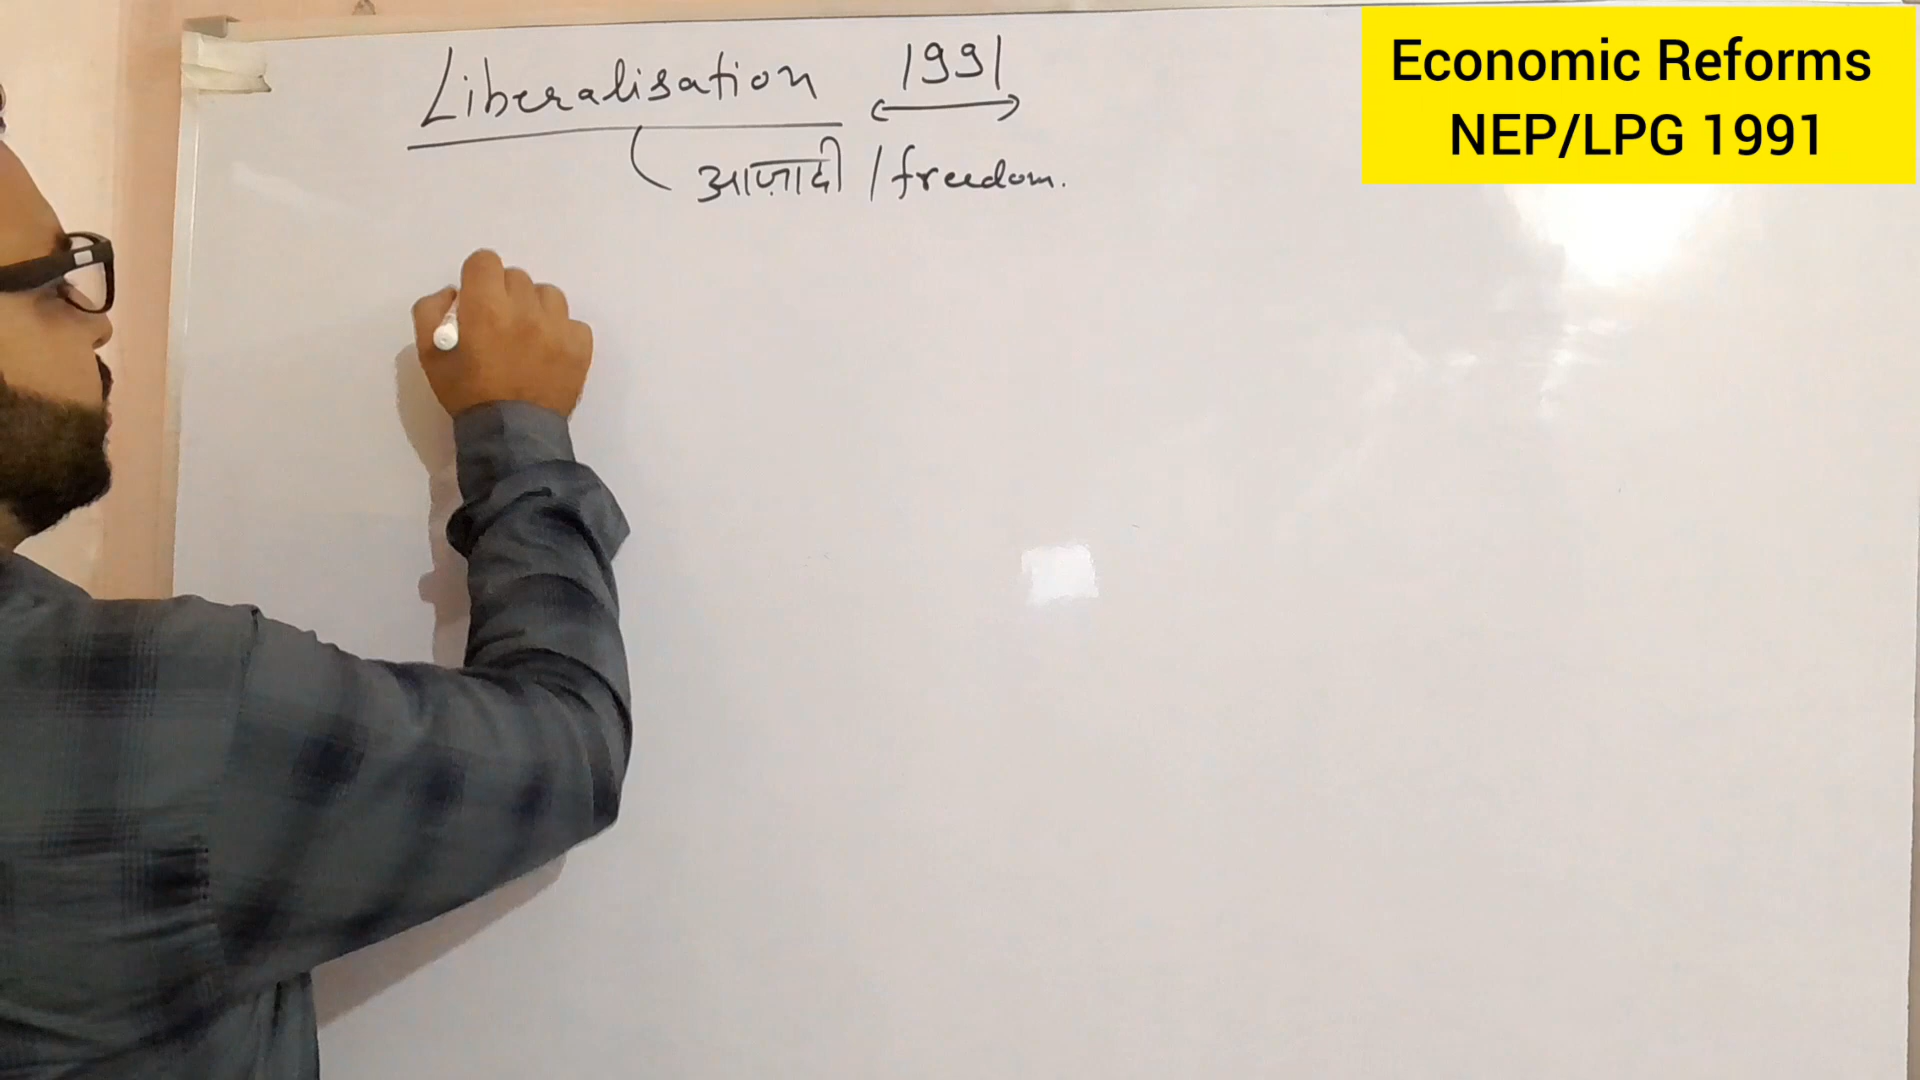 Liberalisation 1991
आज़ादी / freedom.
Economic Reforms
NEP/LPG 1991